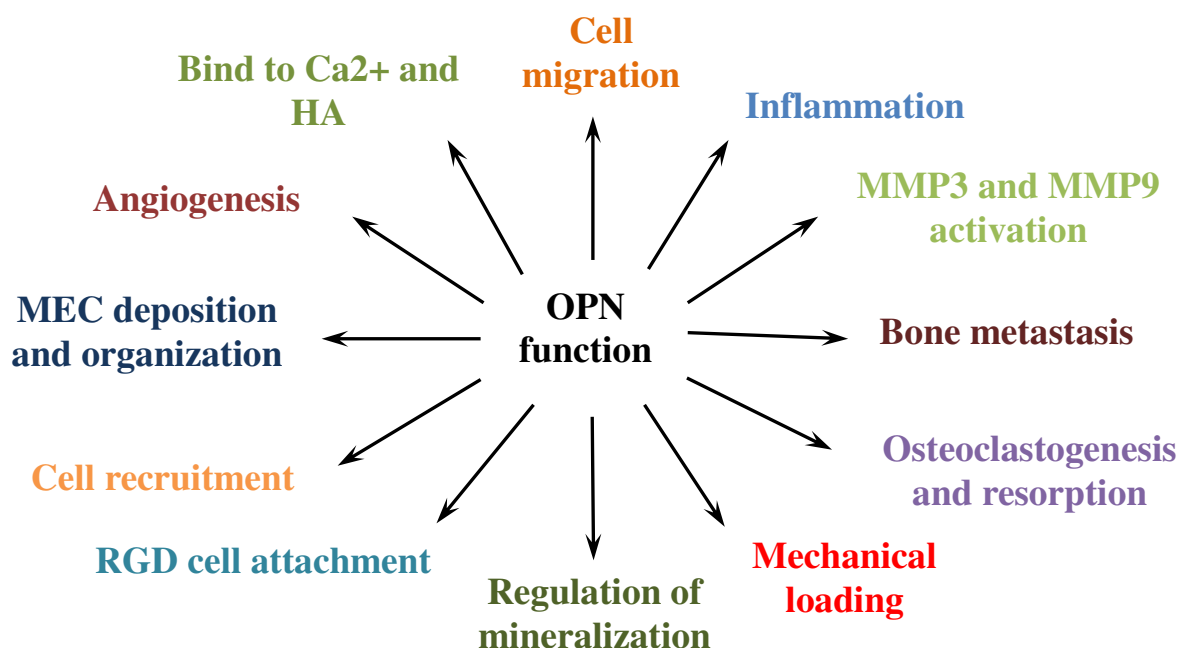 Cell
migration
Bind to Ca2+ and
HA
Inflammation
Angiogenesis
MMP3 and MMP9
activation
MEC deposition
and organization
OPN
function
Bone metastasis
Cell recruitment
Osteoclastogenesis
and resorption
RGD cell attachment
Mechanical
loading
Regulation of
mineralization